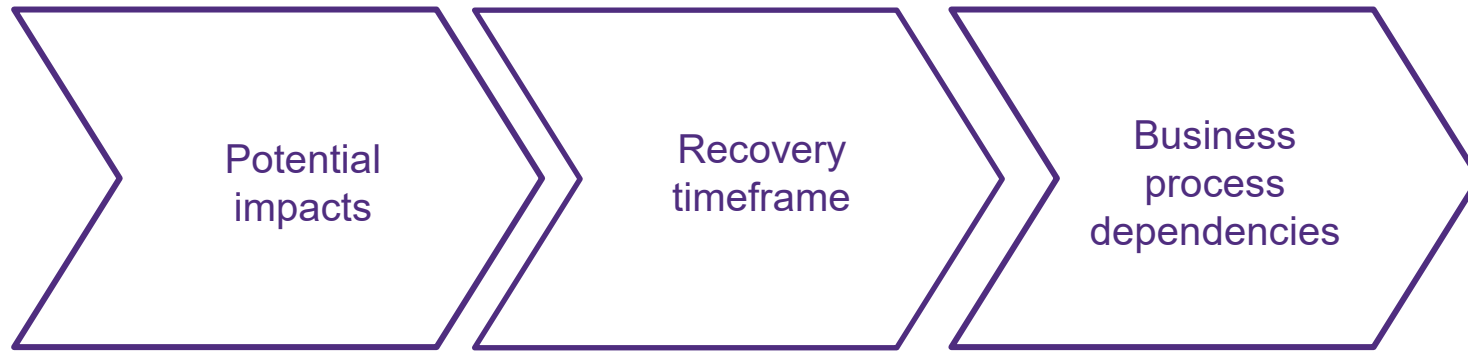 Potential
impacts
Recovery
timeframe
Business
process
dependencies